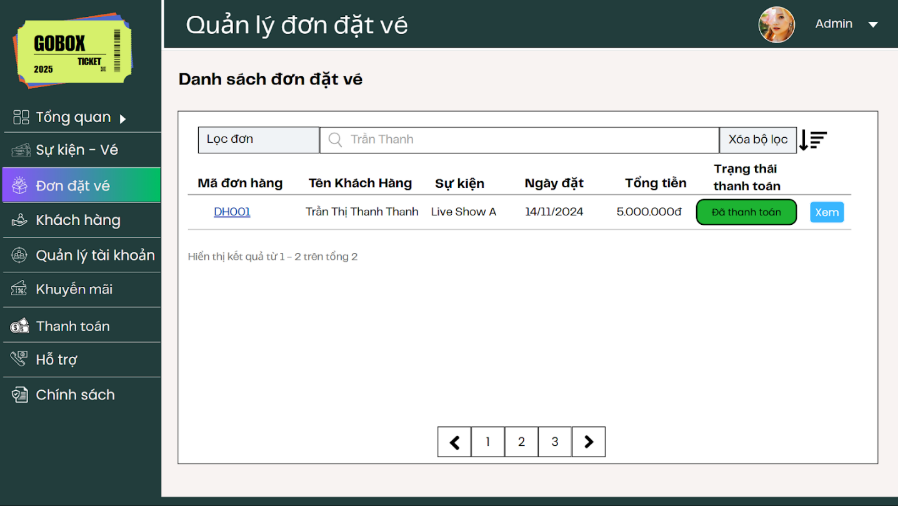 GOBOX
TICKET
2025
Quản lý đơn đặt vé
Admin
Tổng quan
Sự kiện - Vé
Đơn đặt vé
Khách hàng
Quản lý tài khoản
Khuyến mãi
Thanh toán
Hỗ trợ
Chính sách
Danh sách đơn đặt vé
Lọc đơn
Trần Thanh
Xóa bộ lọc
Mã đơn hàng Tên Khách Hàng Sự kiện Ngày đặt Tổng tiền Trạng thái
thanh toán
DH001 Trần Thị Thanh Thanh Live Show A 14/11/2024 5.000.000đ Đã thanh toán Xem
Hiển thị kết quả từ 1 - 2 trên tổng 2
1 2 3